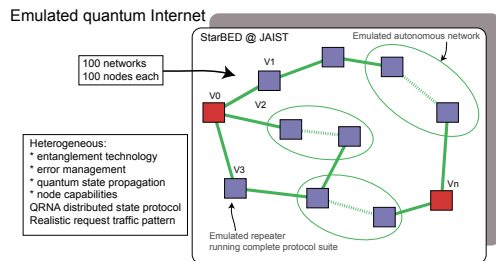 Emulated quantum Internet
StarBED @ JAIST
Emulated autonomous network
100 networks
100 nodes each
V1
V0
V2
Heterogeneous:
* entanglement technology
* error management
* quantum state propagation
* node capabilities
QRNA distributed state protocol
Realistic request traffic pattern
V3
Vn
Emulated repeater
running complete protocol suite